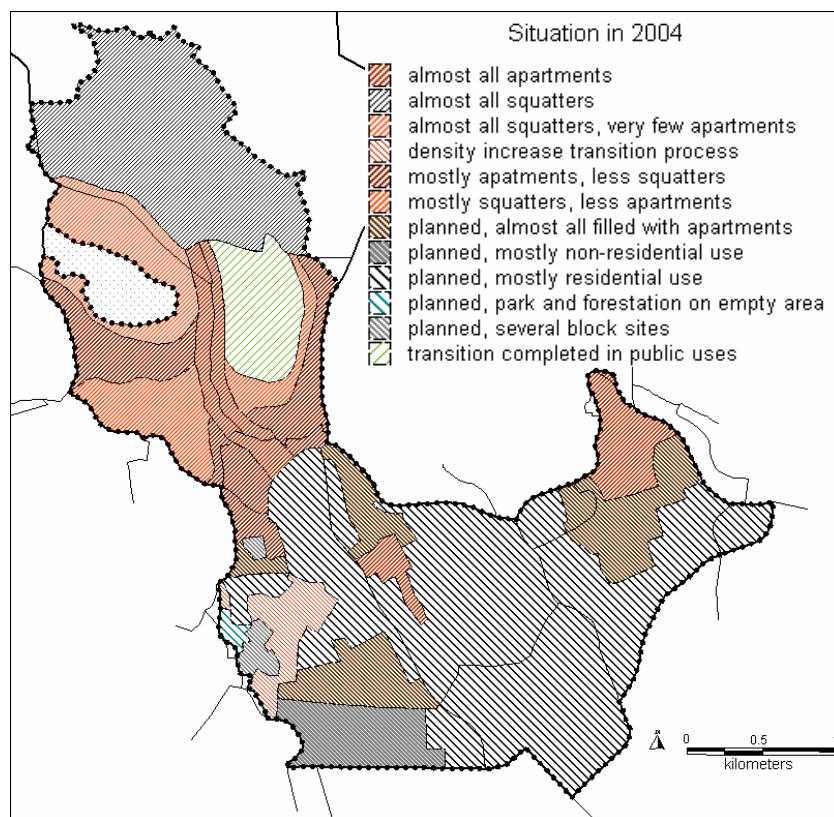 Situation in 2004
almost all apartments
almost all squatters
almost all squatters, very few apartments
density increase transition process
mostly apatments, less squatters
mostly squatters, less apartments
planned, almost all filled with apartments
planned, mostly non-residential use
planned, mostly residential use
planned, park and forestation on empty area
planned, several block sites
transition completed in public uses
0 0.5 1
kilometers